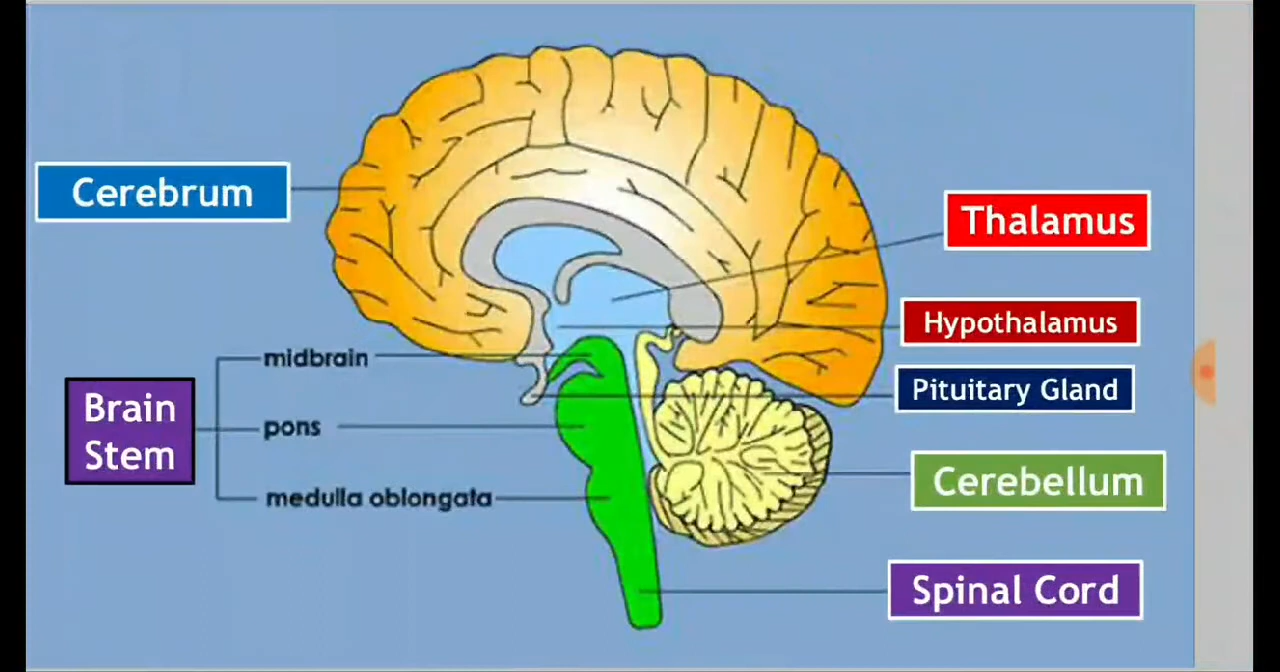 Cerebrum
Thalamus
Hypothalamus
midbrain
Pituitary Gland
Brain
Stem
pons
Cerebellum
medulla oblongata
Spinal Cord